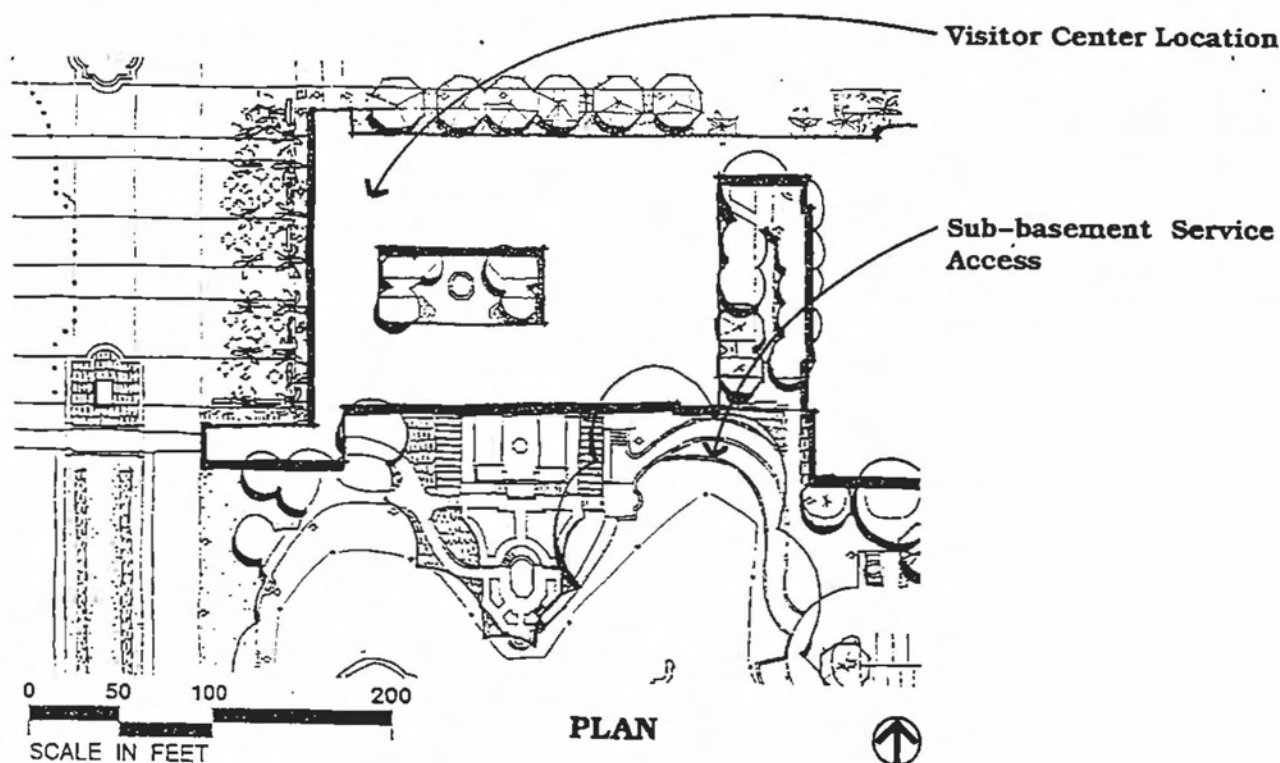 Visitor Center Location
Sub-basement Service
Access
0 50 100 200
SCALE IN FEET
PLAN